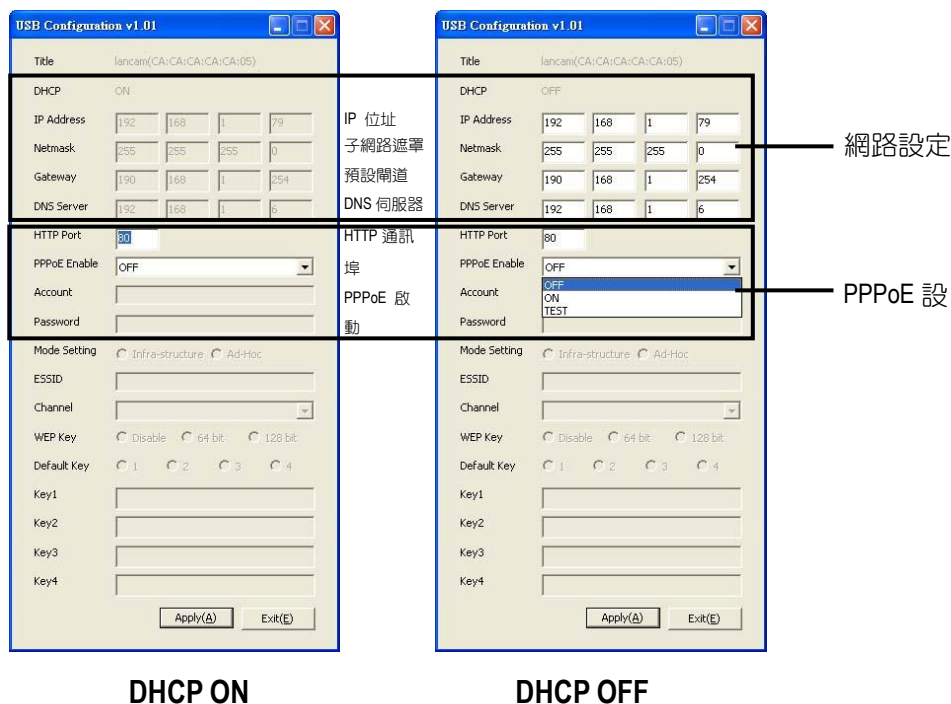 USB Configuration v1.01
Title lancam(CA:CA:CA:CA:CA:05)
DHCP ON
IP Address 192 168 1 79
Netmask 255 255 255 0
Gateway 190 168 1 254
DNS Server 192 168 1 6
HTTP Port 80
PPPoE Enable OFF
Account
Password
Mode Setting Infra-structure Ad-Hoc
ESSID
Channel
WEP Key Disable 64 bit 128 bit
Default Key 1 2 3 4
Key1
Key2
Key3
Key4
Apply(A) Exit(E)
DHCP ON
IP 位址
子網路遮罩
預設閘道
DNS 伺服器
HTTP 通訊
埠
PPPoE 啟
動
USB Configuration v1.01
Title lancam(CA:CA:CA:CA:CA:05)
DHCP OFF
IP Address 192 168 1 79
Netmask 255 255 255 0
Gateway 190 168 1 254
DNS Server 192 168 1 6
HTTP Port 80
PPPoE Enable OFF
OFF
Account ON
TEST
Password
Mode Setting Infra-structure Ad-Hoc
ESSID
Channel
WEP Key Disable 64 bit 128 bit
Default Key 1 2 3 4
Key1
Key2
Key3
Key4
Apply(A) Exit(E)
DHCP OFF
網路設定
PPPoE 設